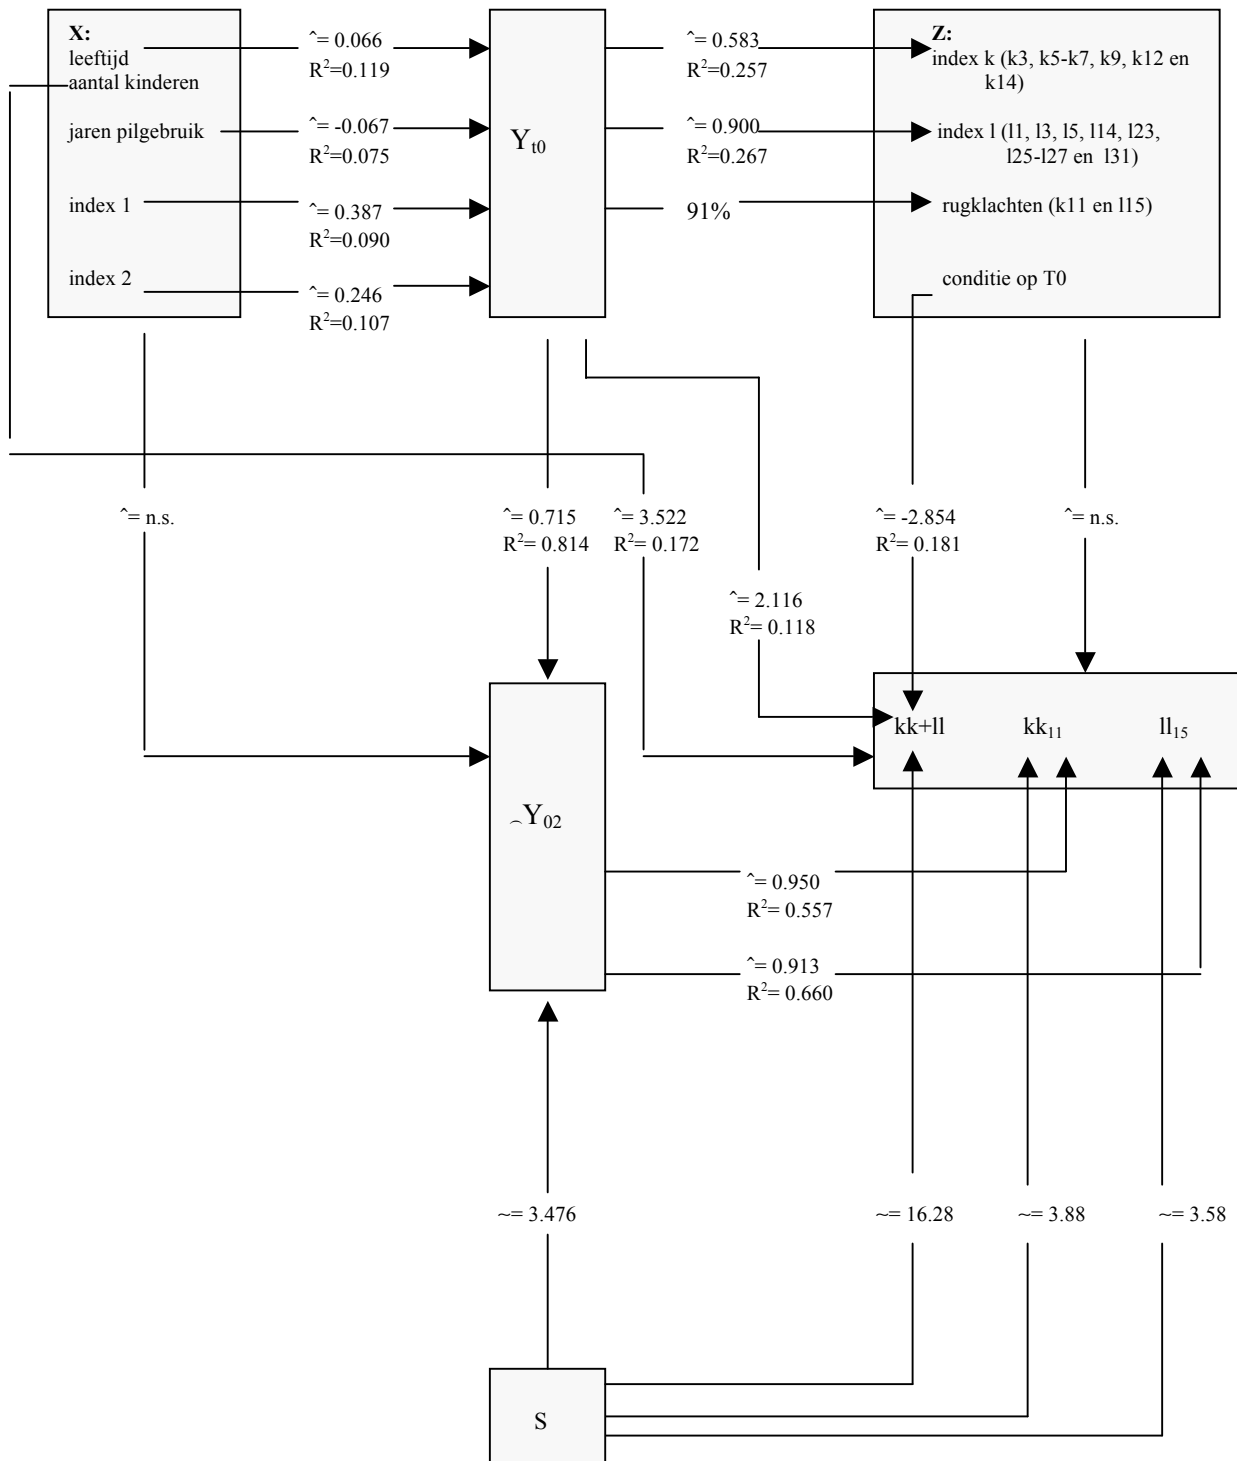 X:
leeftijd
aantal kinderen
jaren pilgebruik
index 1
index 2
ˆ= 0.066
R²=0.119
ˆ= -0.067
R²=0.075
ˆ= 0.387
R²=0.090
ˆ= 0.246
R²=0.107
Yt0
ˆ= 0.583
R²=0.257
ˆ= 0.900
R²=0.267
91%
Z:
index k (k3, k5-k7, k9, k12 en
k14)
index l (l1, l3, l5, l14, l23,
l25-l27 en l31)
rugklachten (k11 en l15)
conditie op T0
ˆ= n.s.
ˆ= 0.715
R²= 0.814
ˆ= 3.522
R²= 0.172
ˆ= -2.854
R²= 0.181
ˆ= n.s.
ˆ= 2.116
R²= 0.118
kk+ll
kk11
ll15
⌢Y02
ˆ= 0.950
R²= 0.557
ˆ= 0.913
R²= 0.660
~= 3.476
~= 16.28
~= 3.88
~= 3.58
S